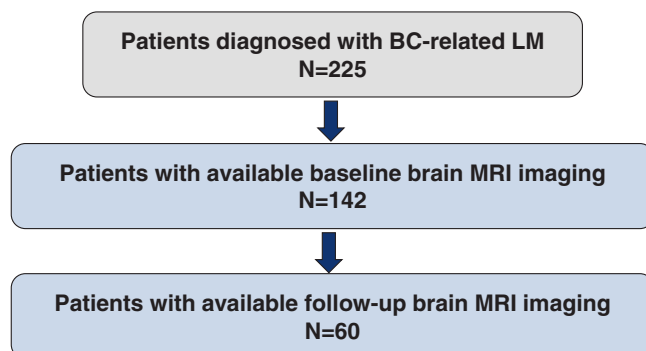 Patients diagnosed with BC-related LM
N=225
Patients with available baseline brain MRI imaging
N=142
Patients with available follow-up brain MRI imaging
N=60